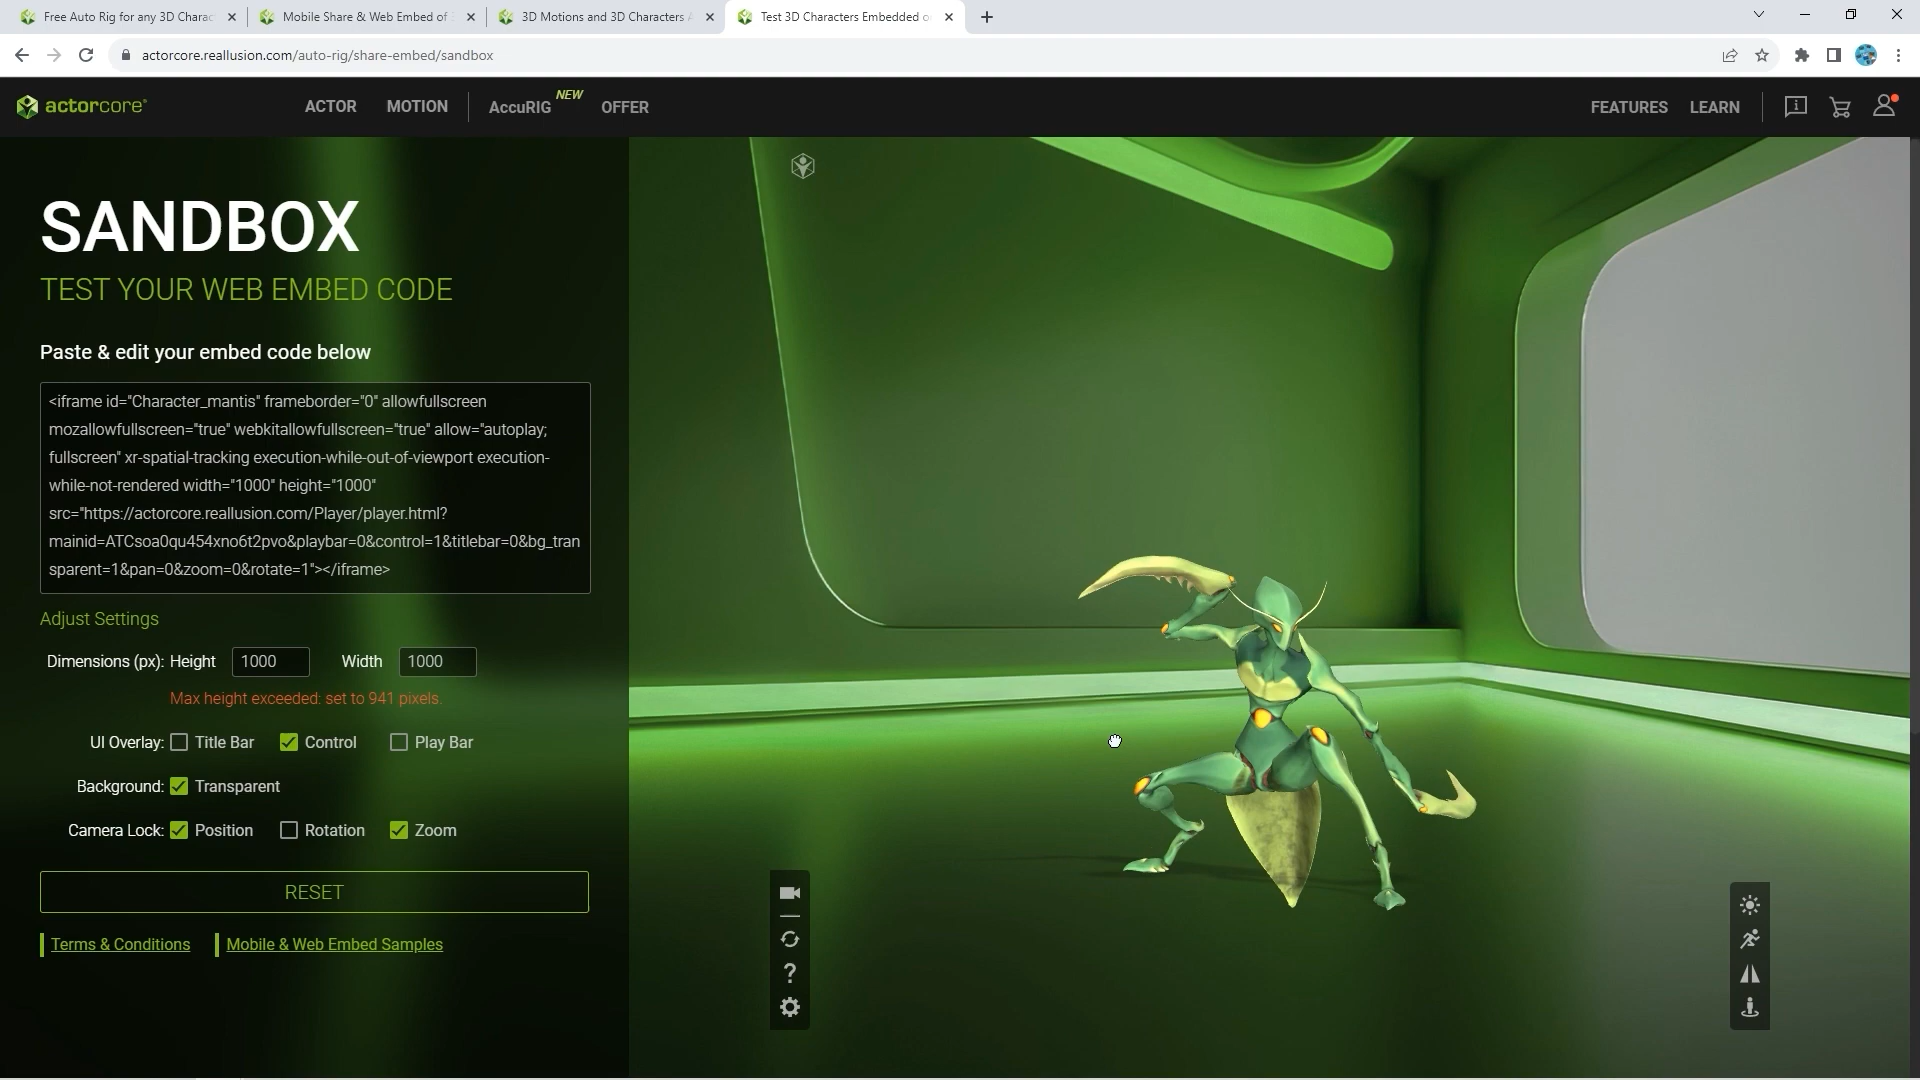 Free Auto Rig for any 3D Charac
Mobile Share & Web Embed of
3D Motions and 3D Characters
Test 3D Characters Embedded o
actorcore.reallusion.com/auto-rig/share-embed/sandbox
actorcore
ACTOR
MOTION
AccuRIG
NEW
OFFER
FEATURES
LEARN
SANDBOX
TEST YOUR WEB EMBED CODE
Paste & edit your embed code below
<iframe id="Character_mantis" frameborder="0" allowfullscreen
mozallowfullscreen="true" webkitallowfullscreen="true" allow="autoplay;
fullscreen" xr-spatial-tracking execution-while-out-of-viewport execution-
while-not-rendered width="1000" height="1000"
src="https://actorcore.reallusion.com/Player/player.html?
mainid=ATCsoa0qu454xno6t2pvo&playbar=0&control=1&titlebar=0&bg_tran
sparent=1&pan=0&zoom=0&rotate=1"></iframe>
Adjust Settings
Dimensions (px): Height 1000 Width 1000
Max height exceeded: set to 941 pixels.
UI Overlay: Title Bar Control Play Bar
Background: Transparent
Camera Lock: Position Rotation Zoom
RESET
Terms & Conditions
Mobile & Web Embed Samples